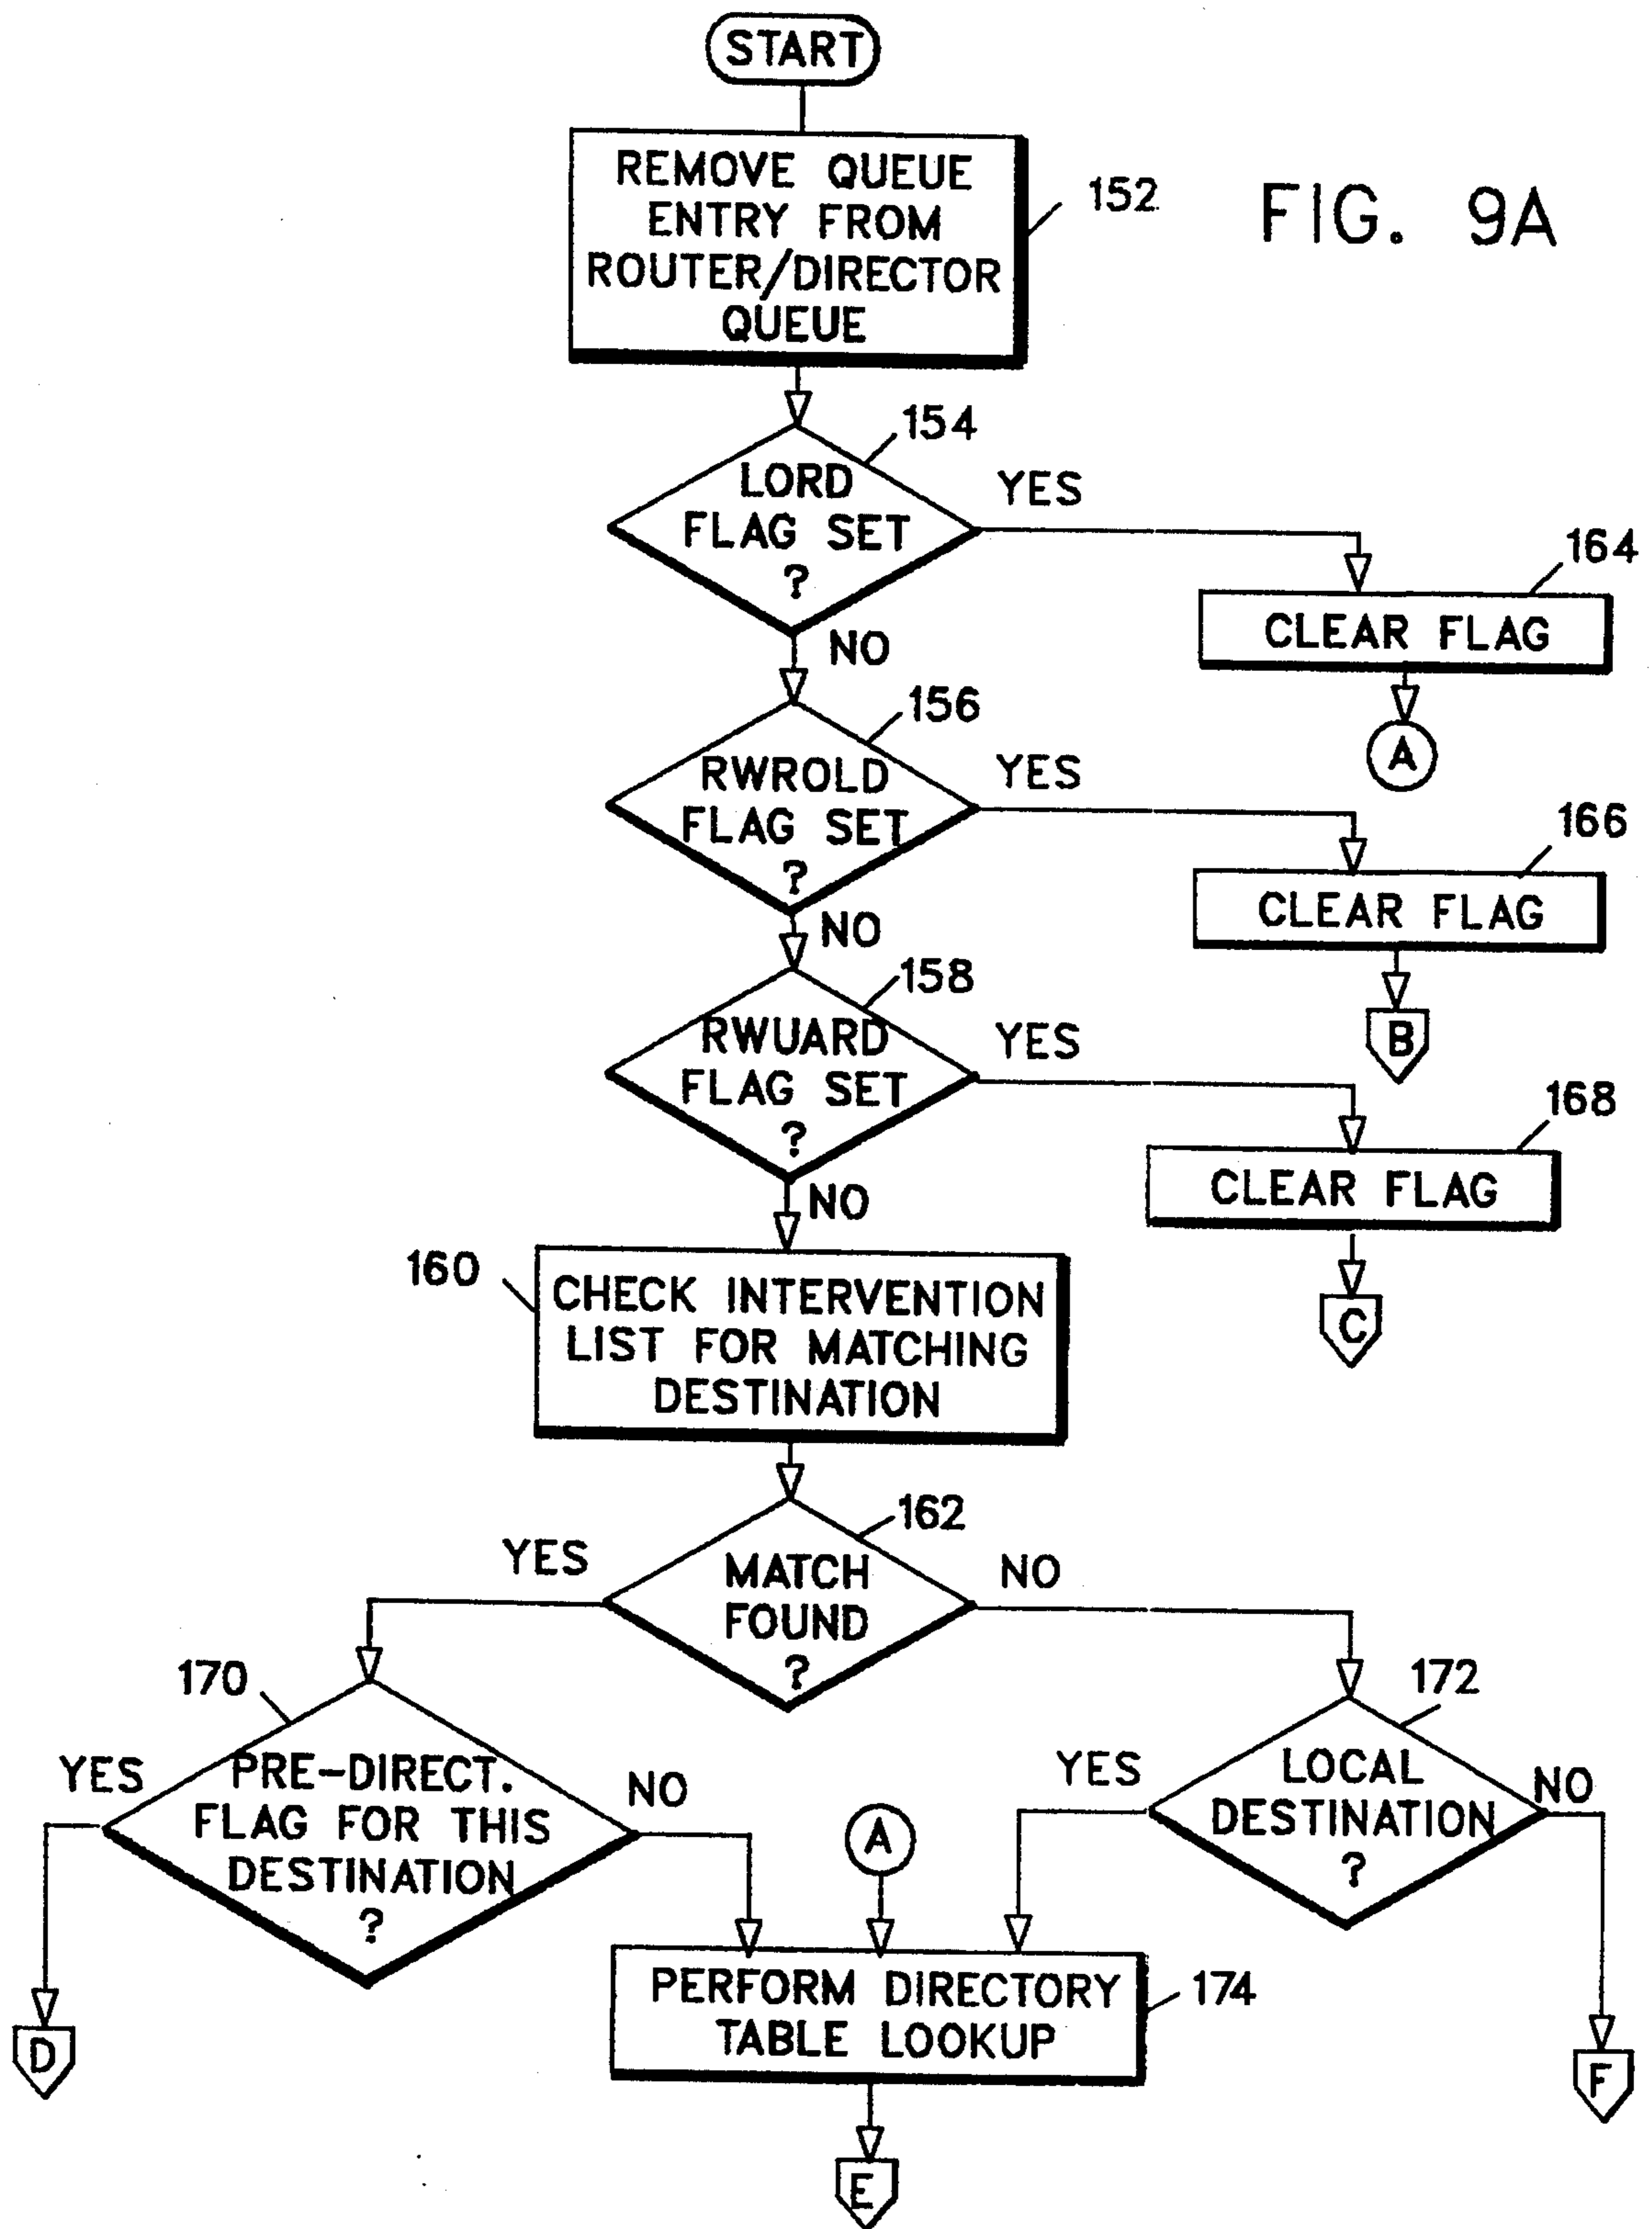 START
REMOVE QUEUE
ENTRY FROM
ROUTER/DIRECTOR
QUEUE
152
FIG. 9A
154
LORD
FLAG SET
?
YES
NO
164
CLEAR FLAG
A
156
RWROLD
FLAG SET
?
YES
NO
166
CLEAR FLAG
B
158
RWUARD
FLAG SET
?
YES
NO
168
CLEAR FLAG
C
160
CHECK INTERVENTION
LIST FOR MATCHING
DESTINATION
162
MATCH
FOUND
?
YES
NO
170
PRE-DIRECT.
FLAG FOR THIS
DESTINATION
?
YES
NO
172
LOCAL
DESTINATION
?
YES
NO
A
D
PERFORM DIRECTORY
TABLE LOOKUP
174
F
E